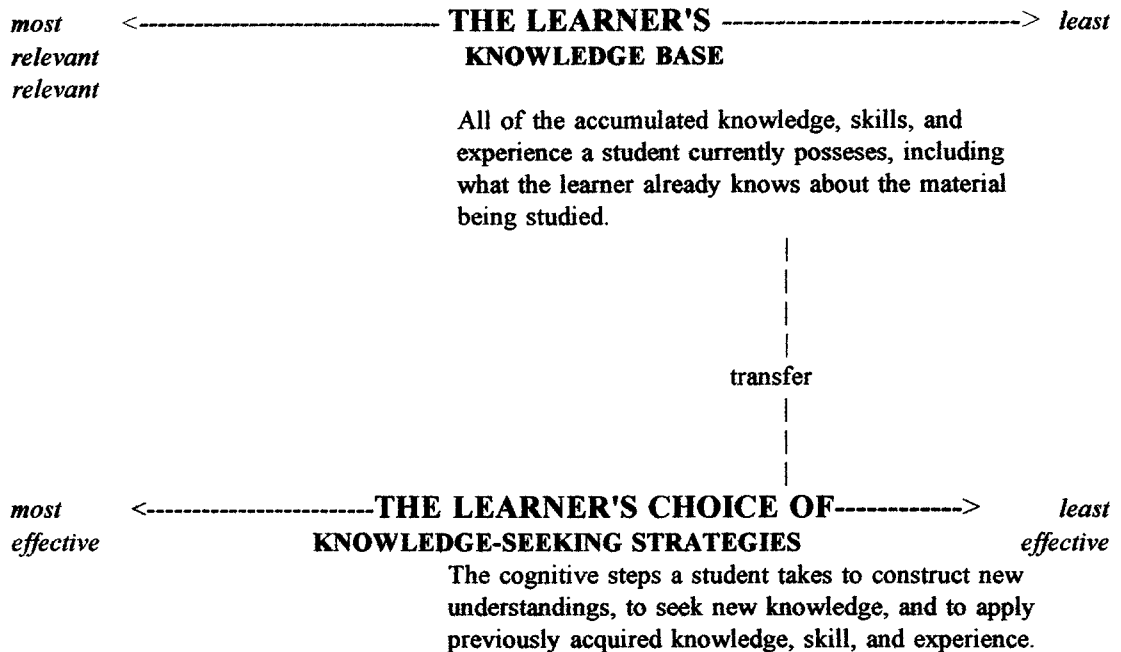 most <----------------------------- THE LEARNER'S -----------------------------> least
relevant KNOWLEDGE BASE
relevant
All of the accumulated knowledge, skills, and
experience a student currently posseses, including
what the learner already knows about the material
being studied.
transfer
most <-------------------------THE LEARNER'S CHOICE OF-------------> least
effective KNOWLEDGE-SEEKING STRATEGIES effective
The cognitive steps a student takes to construct new
understandings, to seek new knowledge, and to apply
previously acquired knowledge, skill, and experience.